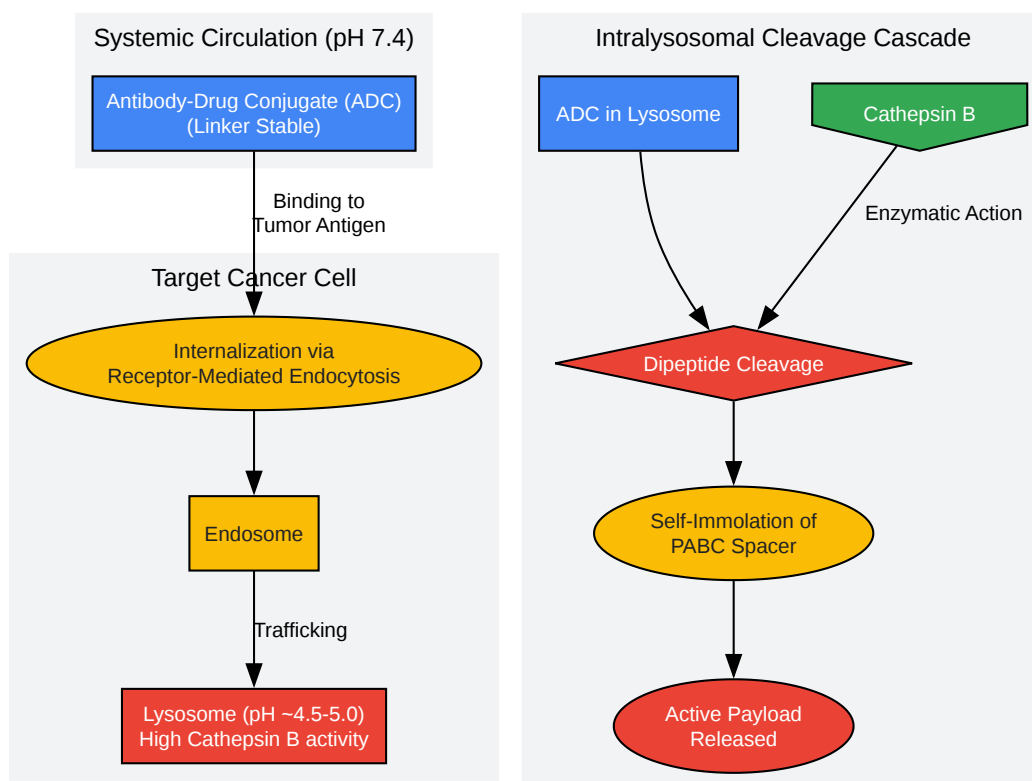 Systemic Circulation (pH 7.4)
Antibody-Drug Conjugate (ADC)
(Linker Stable)
Binding to
Tumor Antigen
Target Cancer Cell
Internalization via
Receptor-Mediated Endocytosis
Endosome
Trafficking
Lysosome (pH ~4.5-5.0)
High Cathepsin B activity
Intralysosomal Cleavage Cascade
ADC in Lysosome
Cathepsin B
Enzymatic Action
Dipeptide Cleavage
Self-Immolation of
PABC Spacer
Active Payload
Released